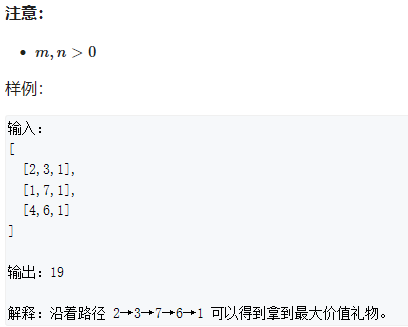 注意：
• m, n > 0
样例：
输入：
[
  [2,3,1],
  [1,7,1],
  [4,6,1]
]
输出：19
解释：沿着路径 2→3→7→6→1 可以得到拿到最大价值礼物。